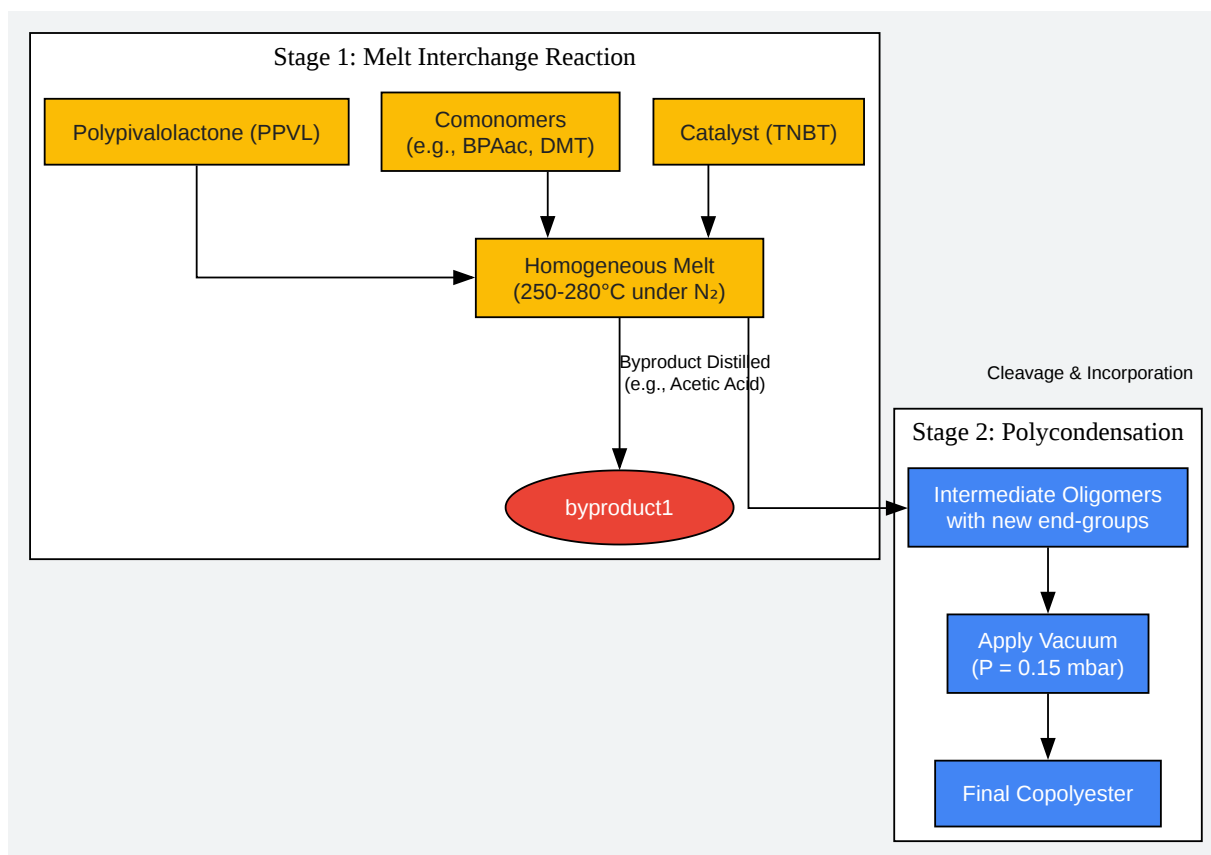 Stage 1: Melt Interchange Reaction
Polypivalolactone (PPVL)
Comonomers
(e.g., BPAac, DMT)
Catalyst (TNBT)
Homogeneous Melt
(250-280°C under N₂)
Byproduct Distilled
(e.g., Acetic Acid)
byproduct1
Cleavage & Incorporation
Stage 2: Polycondensation
Intermediate Oligomers
with new end-groups
Apply Vacuum
(P = 0.15 mbar)
Final Copolyester